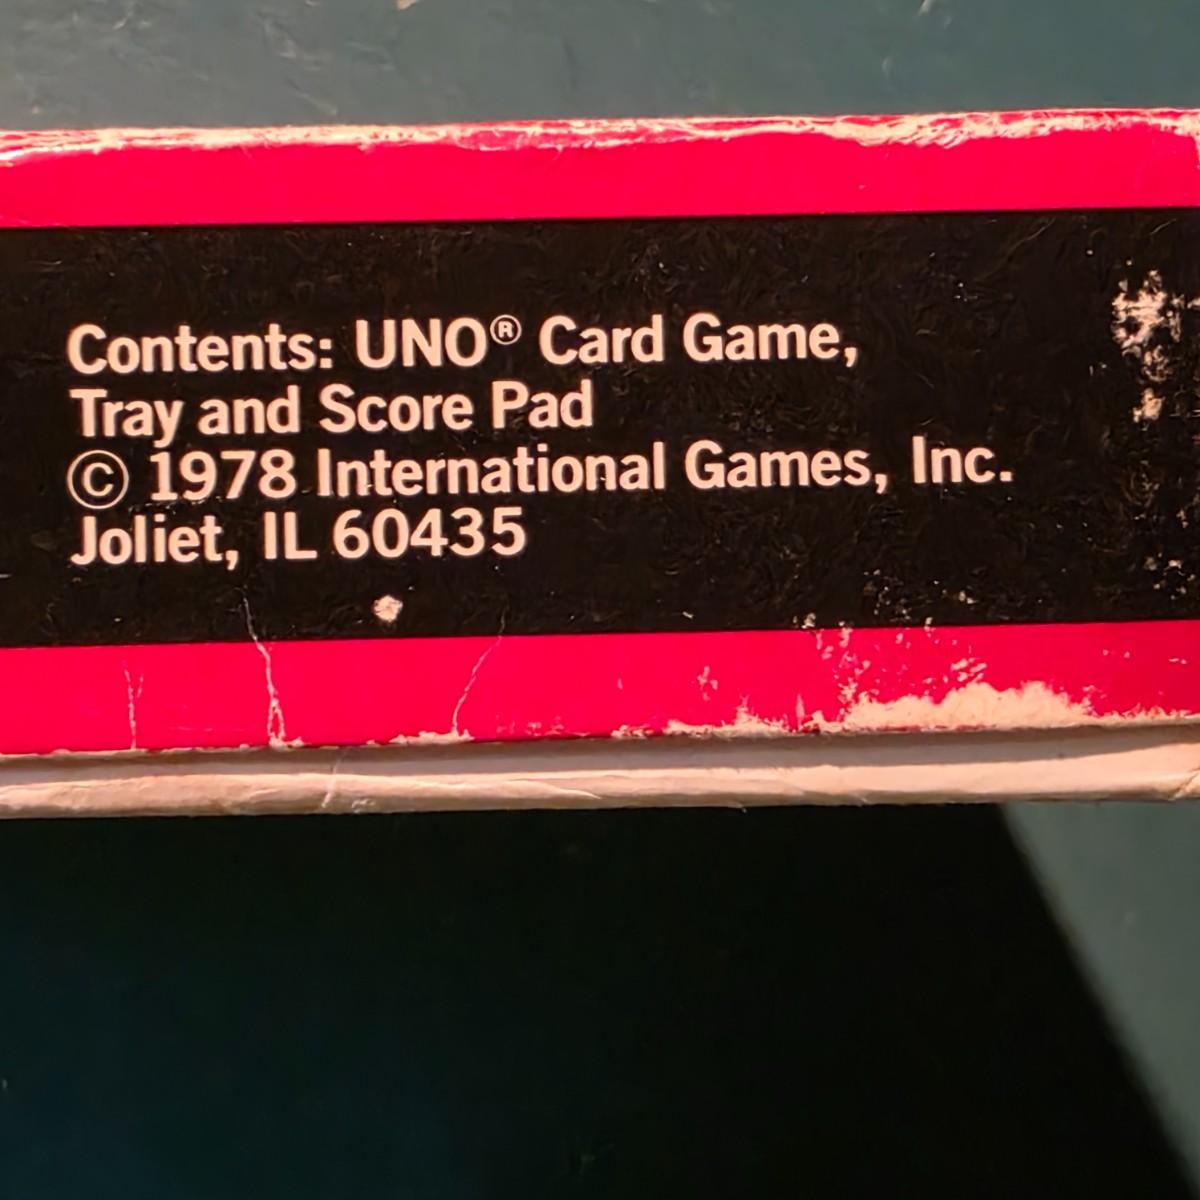 Contents: UNO® Card Game,
Tray and Score Pad
© 1978 International Games, Inc.
Joliet, IL 60435